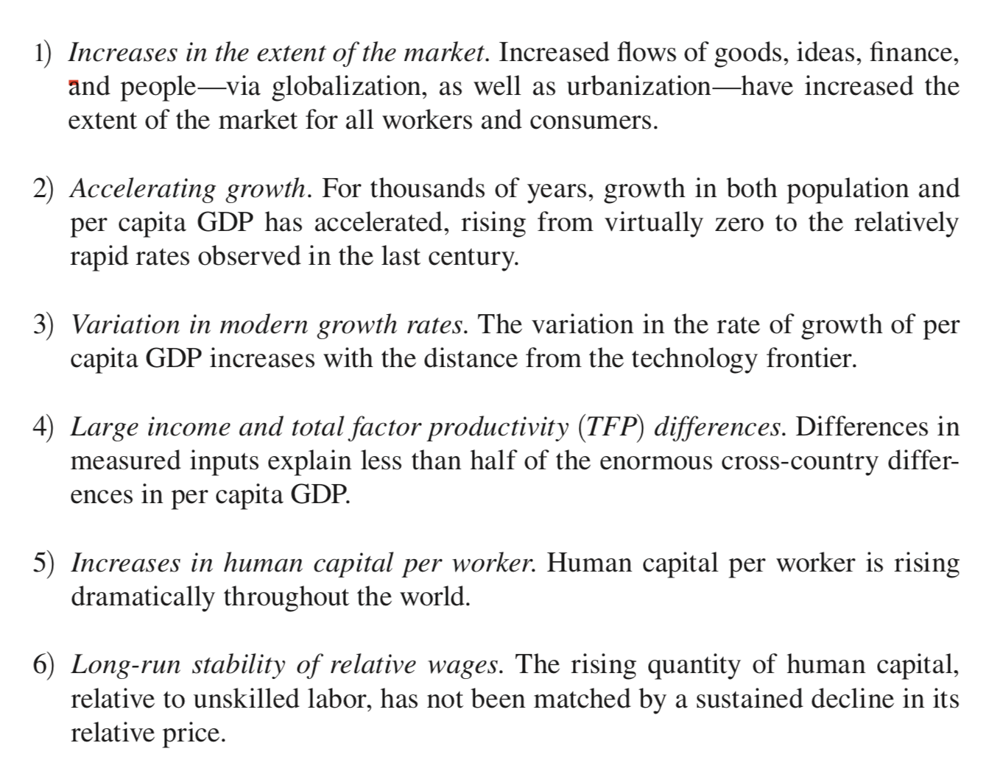 1) Increases in the extent of the market. Increased flows of goods, ideas, finance,
and people—via globalization, as well as urbanization—have increased the
extent of the market for all workers and consumers.
2) Accelerating growth. For thousands of years, growth in both population and
per capita GDP has accelerated, rising from virtually zero to the relatively
rapid rates observed in the last century.
3) Variation in modern growth rates. The variation in the rate of growth of per
capita GDP increases with the distance from the technology frontier.
4) Large income and total factor productivity (TFP) differences. Differences in
measured inputs explain less than half of the enormous cross-country differ-
ences in per capita GDP.
5) Increases in human capital per worker. Human capital per worker is rising
dramatically throughout the world.
6) Long-run stability of relative wages. The rising quantity of human capital,
relative to unskilled labor, has not been matched by a sustained decline in its
relative price.